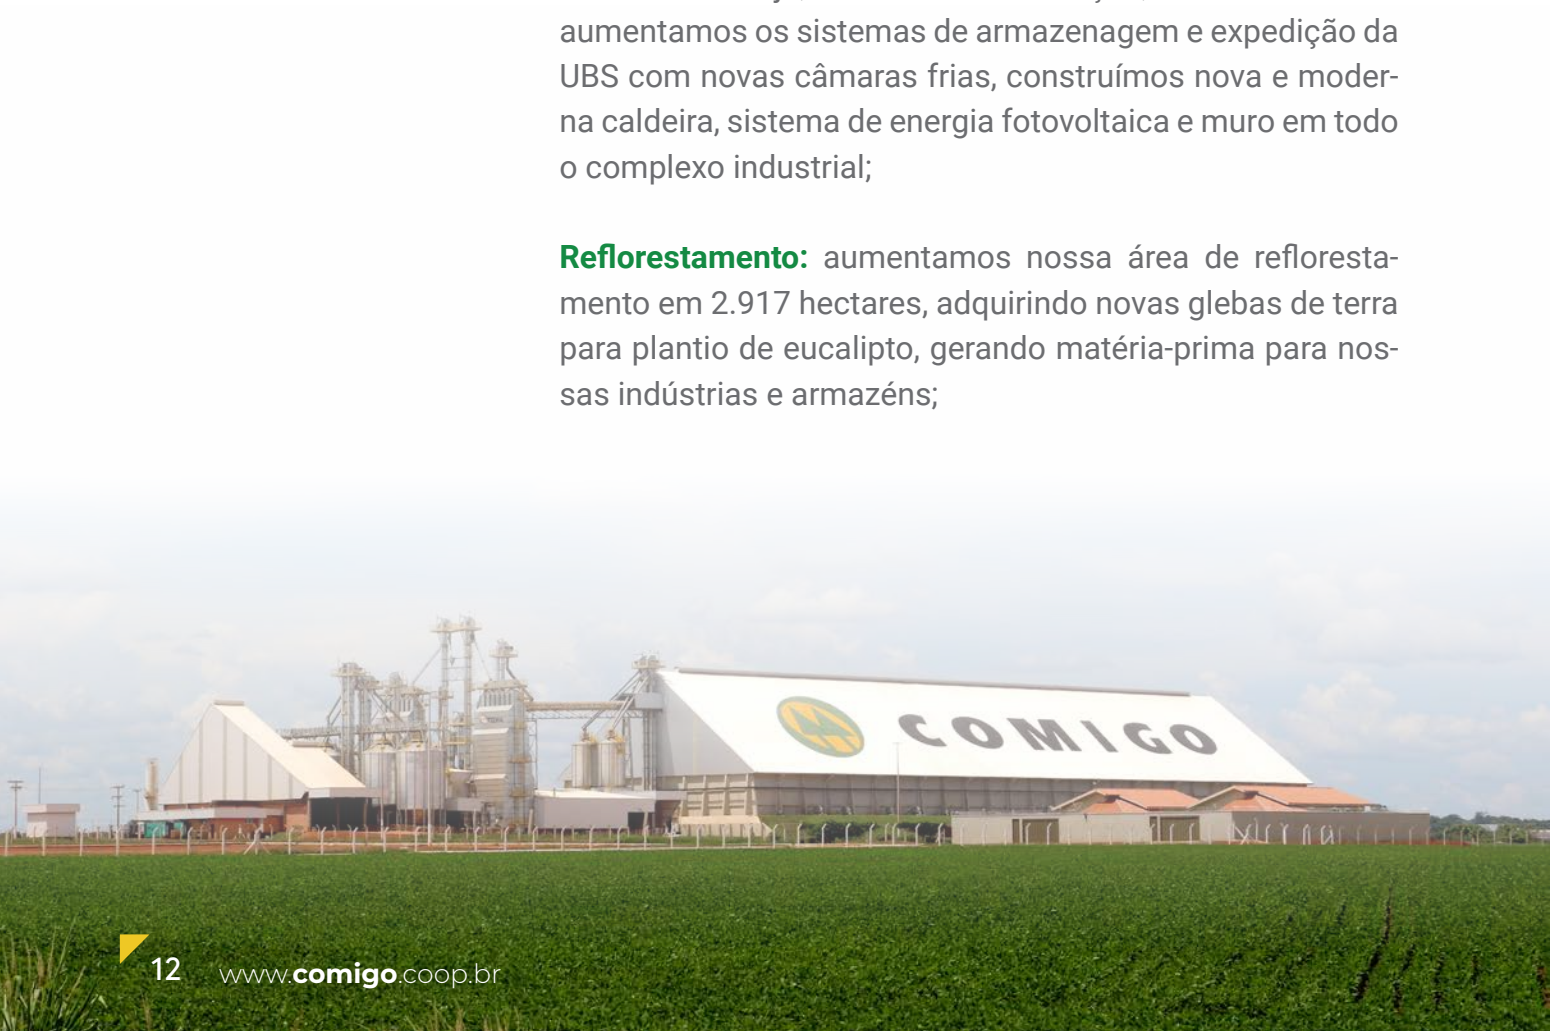 aumentamos os sistemas de armazenagem e expedição da
UBS com novas câmaras frias, construímos nova e moder-
na caldeira, sistema de energia fotovoltaica e muro em todo
o complexo industrial;
Reflorestamento: aumentamos nossa área de refloresta-
mento em 2.917 hectares, adquirindo novas glebas de terra
para plantio de eucalipto, gerando matéria-prima para nos-
sas indústrias e armazéns;
COMIGO
12 www.comigo.coop.br